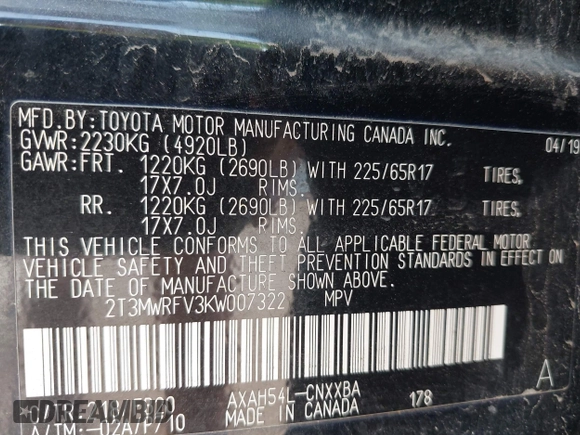 MFD.BY:TOYOTA MOTOR MANUFACTURING CANADA INC.
GVWR:2230KG (4920LB) 04/19
GAWR:FRT. 1220KG (2690LB) WITH 225/65R17 TIRES,
17X7.0J RIMS.
RR. 1220KG (2690LB) WITH 225/65R17 TIRES,
17X7.0J RIMS.
THIS VEHICLE CONFORMS TO ALL APPLICABLE FEDERAL MOTOR
VEHICLE SAFETY AND THEFT PREVENTION STANDARDS IN EFFECT ON
THE DATE OF MANUFACTURE SHOWN ABOVE.
2T3MWRFV3KW007322 MPV
A
AXAH54L-CNXXBA 178
A/TM:-02A/F710 MADE IN CANADA